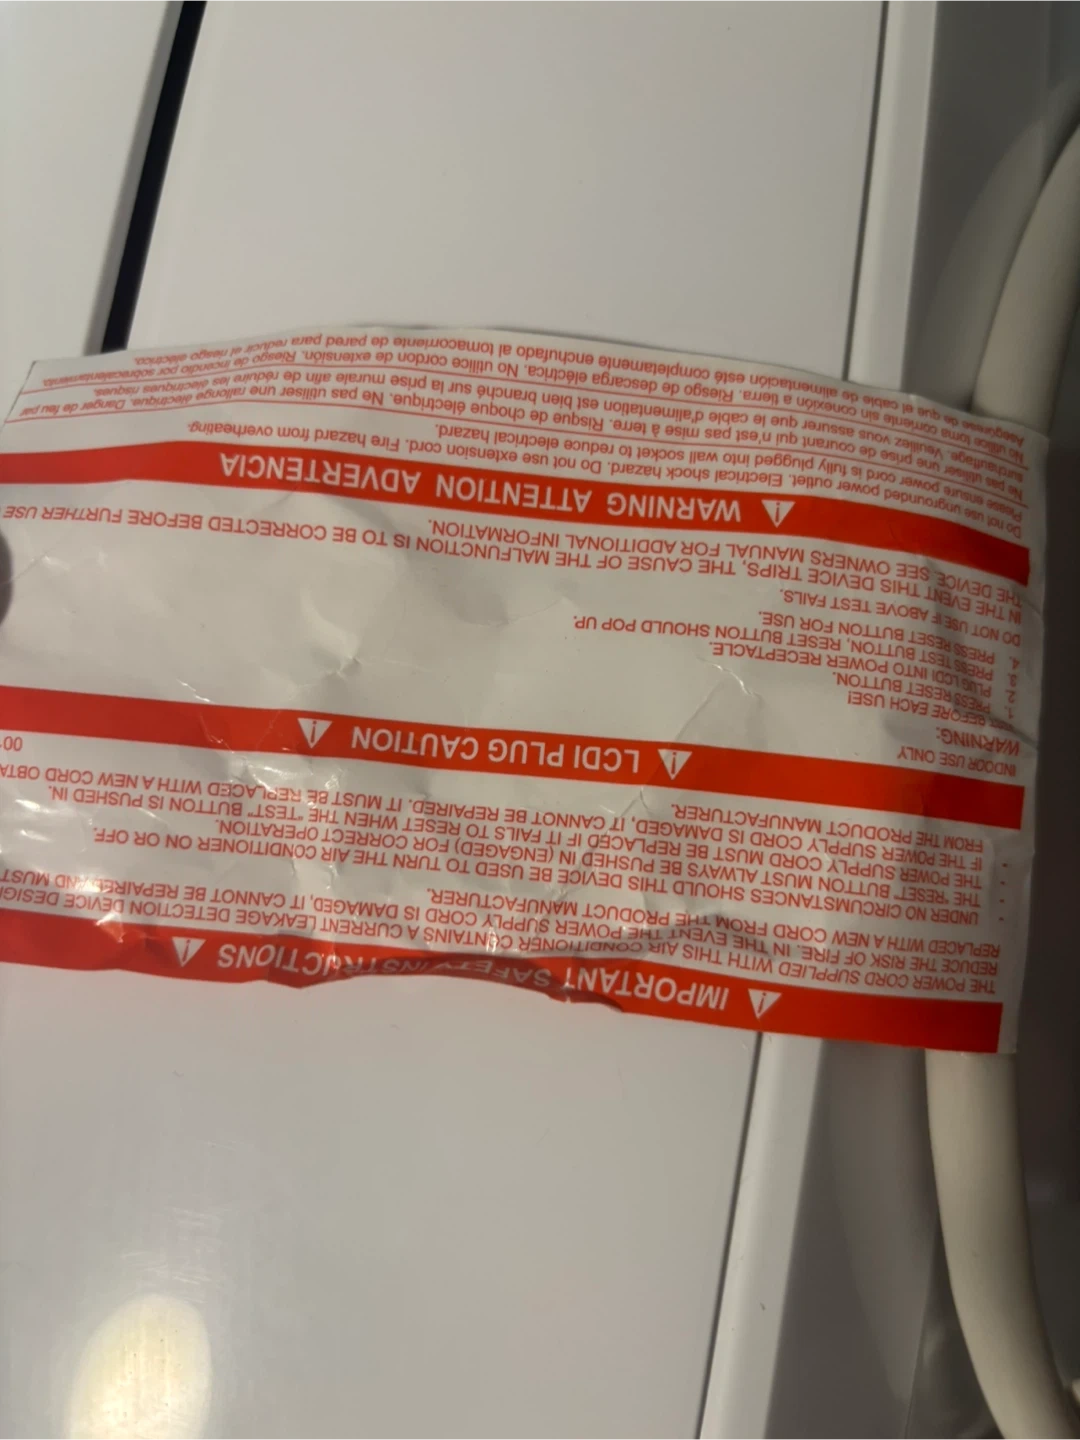 IMPORTANT SAFETY INSTRUCTIONS
THE POWER CORD SUPPLIED WITH THIS AIR CONDITIONER CONTAINS A CURRENT LEAKAGE DETECTION DEVICE
REDUCE THE RISK OF FIRE. IN THE EVENT THE POWER SUPPLY CORD IS DAMAGED, IT CANNOT BE REPAIRED AND MUST
REPLACED WITH A NEW CORD FROM THE PRODUCT MANUFACTURER.
· UNDER NO CIRCUMSTANCES SHOULD THIS DEVICE BE USED TO TURN THE AIR CONDITIONER ON OR OFF.
· THE "RESET" BUTTON MUST ALWAYS BE PUSHED IN (ENGAGED) FOR CORRECT OPERATION.
· THE POWER SUPPLY CORD MUST BE REPLACED IF IT FAILS TO RESET WHEN THE "TEST" BUTTON IS PUSHED IN.
· IF THE POWER SUPPLY CORD IS DAMAGED, IT CANNOT BE REPAIRED, IT MUST BE REPLACED WITH A NEW CORD
FROM THE PRODUCT MANUFACTURER.
LCDI PLUG CAUTION
INDOOR USE ONLY
WARNING:
BEFORE EACH USE!
1. PRESS RESET BUTTON.
2. PLUG LCDI INTO POWER RECEPTACLE.
3. PRESS TEST BUTTON, RESET BUTTON SHOULD POP UP.
4. PRESS RESET BUTTON FOR USE.
DO NOT USE IF ABOVE TEST FAILS.
IN THE EVENT THIS DEVICE TRIPS, THE CAUSE OF THE MALFUNCTION IS TO BE CORRECTED BEFORE FURTHER USE
THE DEVICE. SEE OWNERS MANUAL FOR ADDITIONAL INFORMATION.
WARNING ATTENTION ADVERTENCIA
Do not use ungrounded power outlet. Electrical shock hazard. Do not use extension cord. Fire hazard from overheating.
Please ensure power cord is fully plugged into wall socket to reduce electrical hazard.
Ne pas utiliser une prise de courant qui n'est pas mise à terre. Risque de choque électrique. Ne pas utiliser une rallonge électrique. Danger de feu par
surchauffage. Veuillez vous assurer que le cable d'alimentation est bien branché sur la prise murale afin de réduire les électriques risques.
No utilice toma corriente sin conexión a tierra. Riesgo de descarga eléctrica. No utilice cordon de extensión. Riesgo de incendio por sobrecalentamiento.
Asegúrese de que el cable de alimentación esté completamente enchufado al tomacorriente de pared para reducir el riesgo eléctrico.